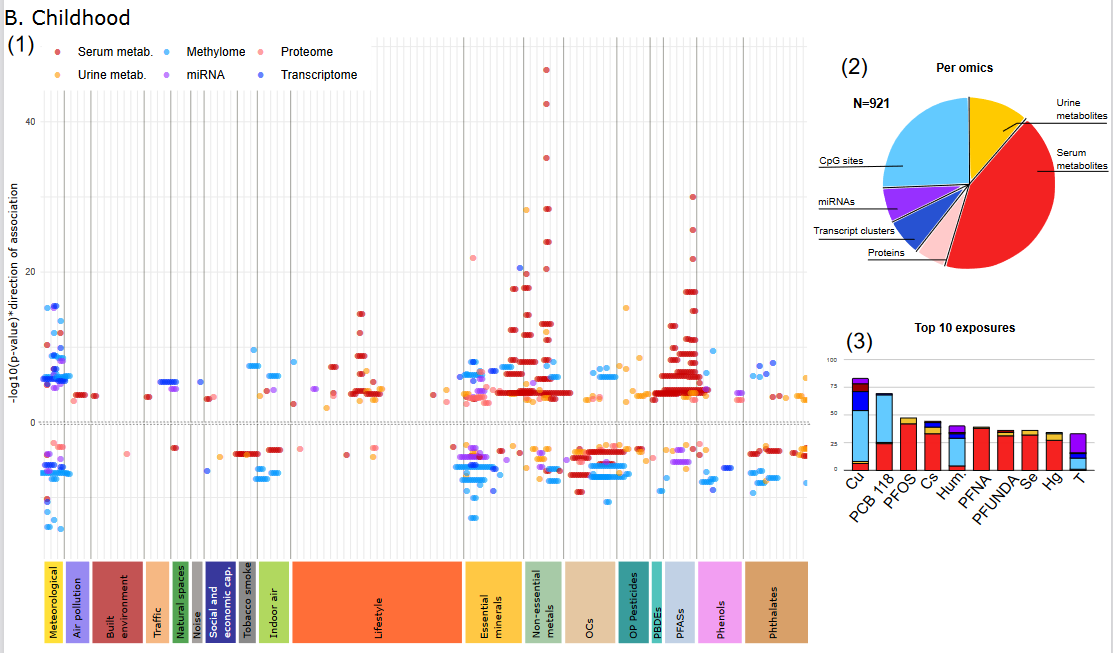 B. Childhood
(1)
Serum metab.
Methylome
Proteome
Urine metab.
miRNA
Transcriptome
−log10(p-value)*direction of association
40
20
0
Meteorological
Air pollution
Built
environment
Traffic
Natural spaces
Noise
Social and
economic cap.
Tobacco smoke
Indoor air
Lifestyle
Essential
minerals
Non-essential
metals
OCs
OP Pesticides
PBDEs
PFASs
Phenols
Phthalates
(2)
Per omics
N=921
Urine
metabolites
Serum
metabolites
CpG sites
miRNAs
Transcript clusters
Proteins
(3)
Top 10 exposures
100
75
50
25
0
Cu
PCB 118
PFOS
Cs
Hum.
PFNA
PFUNDA
Se
Hg
T